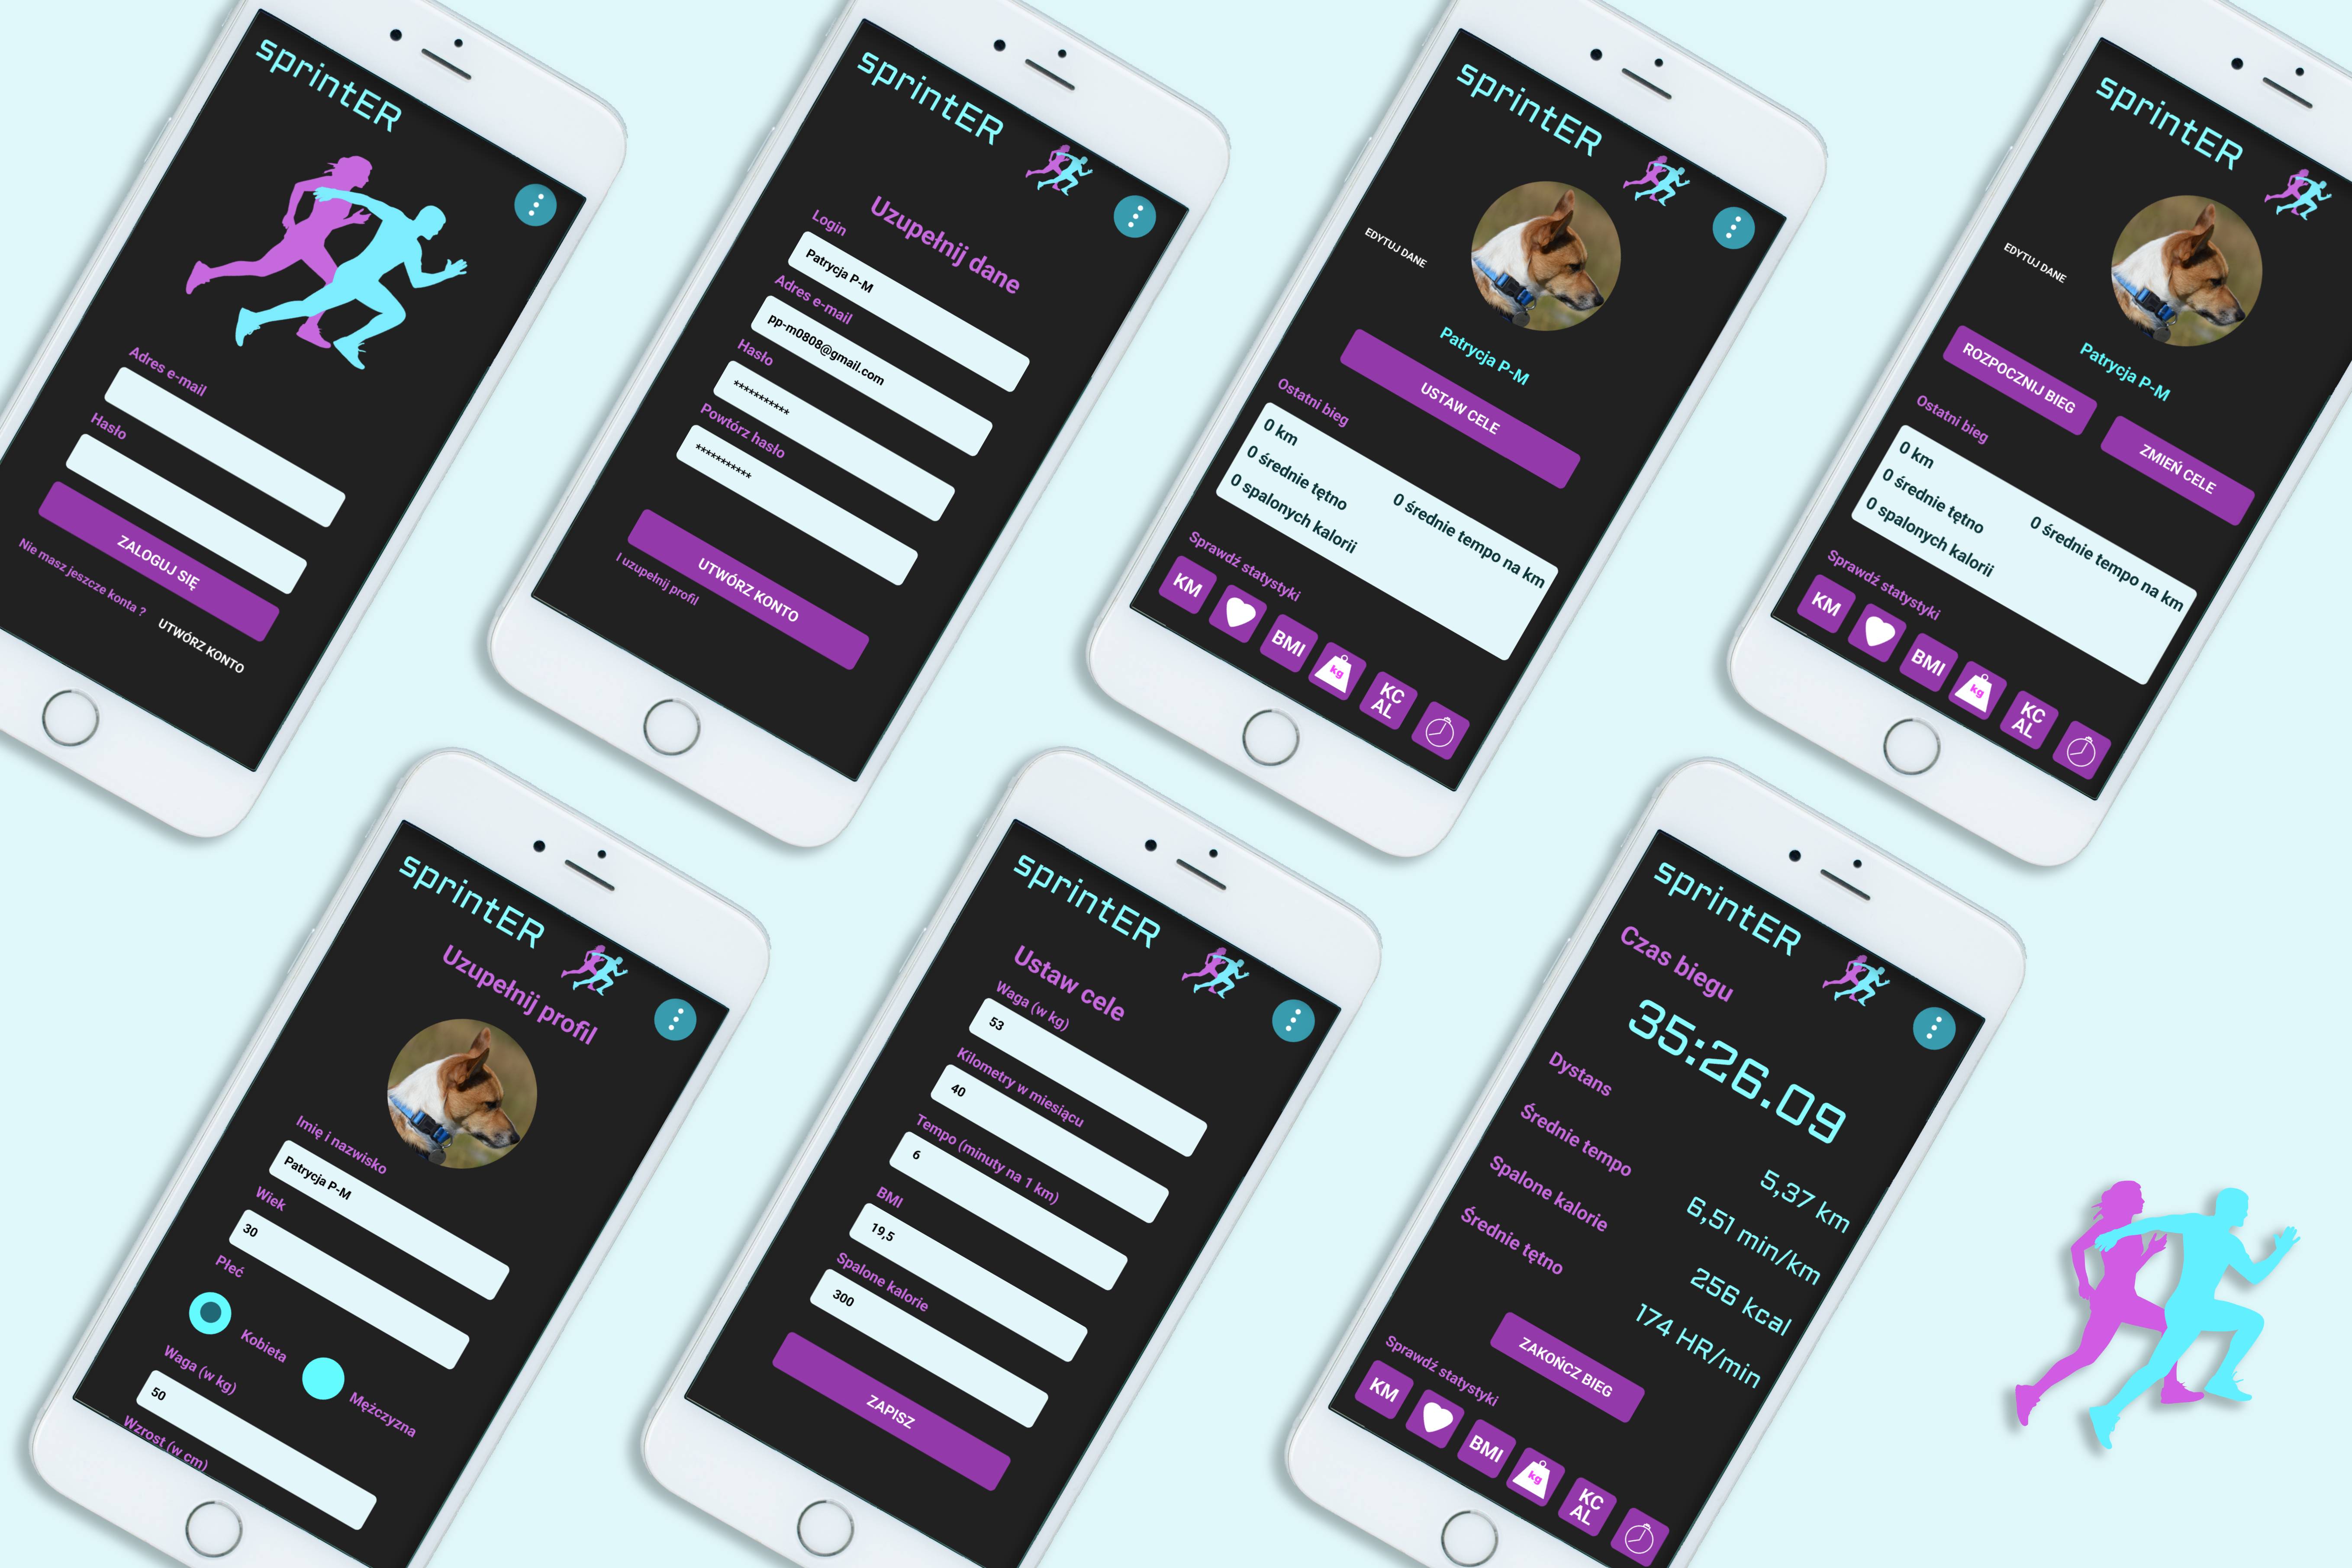 sprintER
Adres e-mail
Hasło
ZALOGUJ SIĘ
Nie masz jeszcze konta ?
UTWÓRZ KONTO
sprintER
Uzupełnij dane
Login
Patrycja P-M
Adres e-mail
pp-m0808@gmail.com
Hasło
***********
Powtórz hasło
***********
UTWÓRZ KONTO
I uzupełnij profil
sprintER
EDYTUJ DANE
Patrycja P-M
USTAW CELE
Ostatni bieg
0 km
0 średnie tętno
0 średnie tempo na km
0 spalonych kalorii
Sprawdź statystyki
KM
BMI
kg
KC
AL
sprintER
EDYTUJ DANE
Patrycja P-M
ROZPOCZNIJ BIEG
ZMIEŃ CELE
Ostatni bieg
0 km
0 średnie tętno
0 średnie tempo na km
0 spalonych kalorii
Sprawdź statystyki
KM
BMI
kg
KC
AL
sprintER
Uzupełnij profil
Imię i nazwisko
Patrycja P-M
Wiek
30
Płeć
Kobieta
Mężczyzna
Waga (w kg)
50
Wzrost (w cm)
sprintER
Ustaw cele
Waga (w kg)
53
Kilometry w miesiącu
40
Tempo (minuty na 1 km)
6
BMI
19,5
Spalone kalorie
300
ZAPISZ
sprintER
Czas biegu
35:26.09
Dystans
5,37 km
Średnie tempo
6,51 min/km
Spalone kalorie
256 kcal
Średnie tętno
174 HR/min
ZAKOŃCZ BIEG
Sprawdź statystyki
KM
BMI
kg
KC
AL